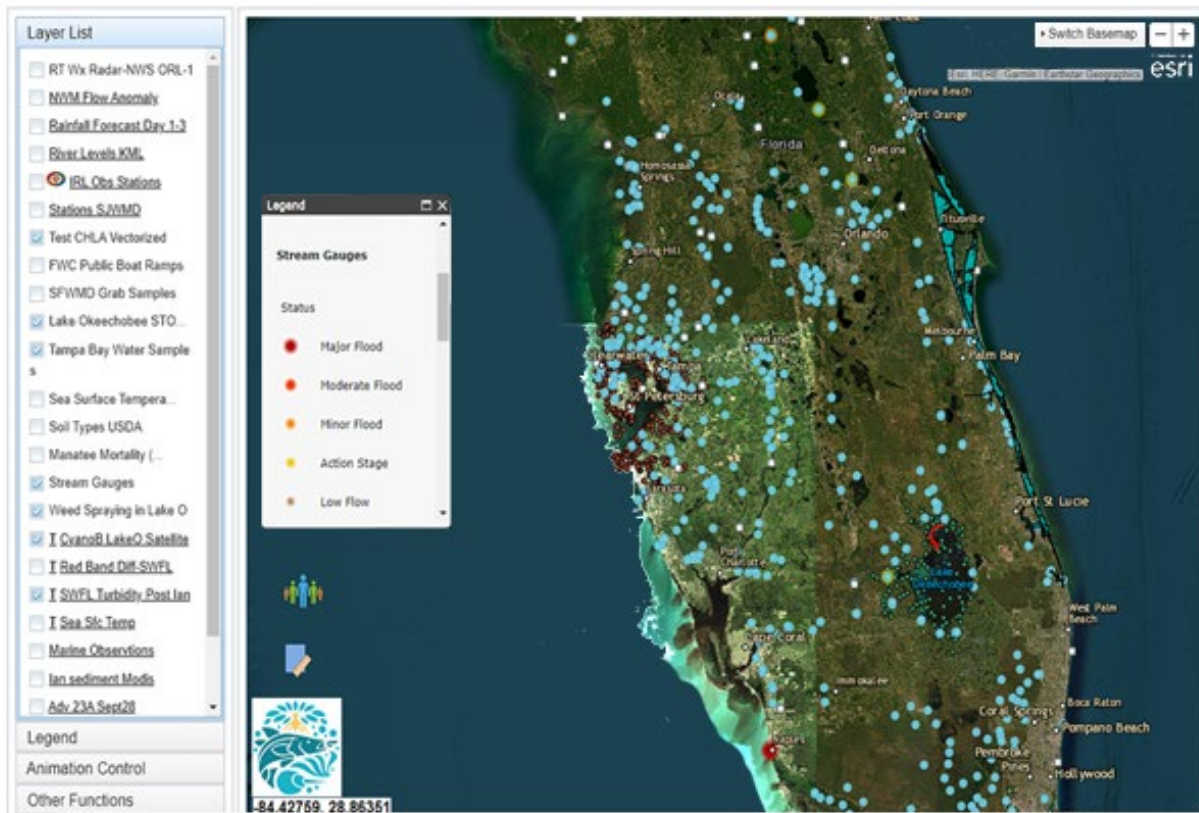 Layer List
RT Wx Radar-NWS ORL-1
NWM Flow Anomaly
Rainfall Forecast Day 1-3
River Levels KML
IRL Obs Stations
Stations SJWMD
Test CHLA Vectorized
FWC Public Boat Ramps
SFWMD Grab Samples
Lake Okeechobee STO...
Tampa Bay Water Sample
s
Sea Surface Tempera...
Soil Types USDA
Manatee Mortality (...
Stream Gauges
Weed Spraying in Lake O
T CyanoB LakeO Satellite
T Red Band Diff-SWFL
T SWFL Turbidity Post Ian
T Sea Sfc Temp
Marine Observtions
Ian sediment Modis
Adv 23A Sept28
Legend
Animation Control
Other Functions
Switch Basemap
− +
Esri, HERE, Garmin | Earthstar Geographics
esri
Legend
Stream Gauges
Status
Major Flood
Moderate Flood
Minor Flood
Action Stage
Low Flow
Ocala
Daytona Beach
Port Orange
Florida
Deltona
Homosassa
Springs
Titusville
Orlando
Spring Hill
Melbourne
Palm Bay
Lakeland
Clearwater
Tampa
St Petersburg
Sarasota
Port St Lucie
Port
Charlotte
Lake
Okeechobee
West Palm
Beach
Cape Coral
Immokalee
Boca Raton
Coral Springs
Pompano Beach
Naples
Pembroke
Pines
Hollywood
-84.42759, 28.86351